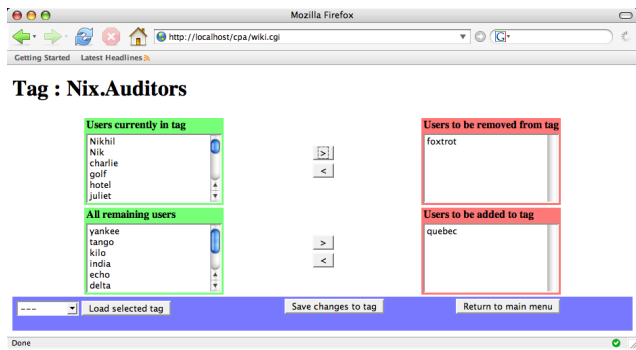 Mozilla Firefox
http://localhost/cpa/wiki.cgi
G
Getting Started Latest Headlines
Tag : Nix.Auditors
Users currently in tag
Nikhil
Nik
charlie
golf
hotel
juliet
>
<
Users to be removed from tag
foxtrot
All remaining users
yankee
tango
kilo
india
echo
delta
>
<
Users to be added to tag
quebec
---
Load selected tag
Save changes to tag
Return to main menu
Done